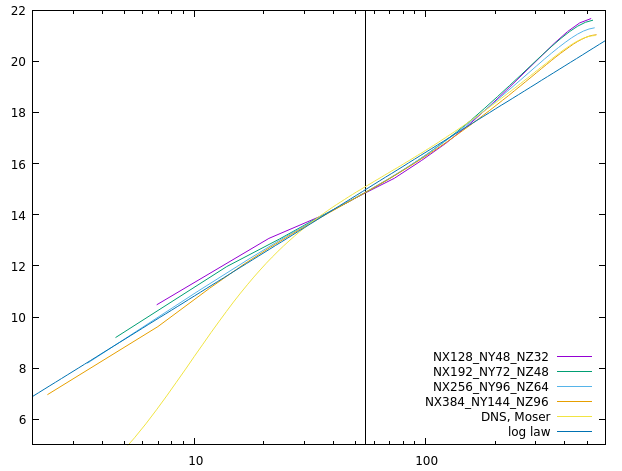 22
20
18
16
14
12
10
8
6
NX128_NY48_NZ32
NX192_NY72_NZ48
NX256_NY96_NZ64
NX384_NY144_NZ96
DNS, Moser
log law
10 100